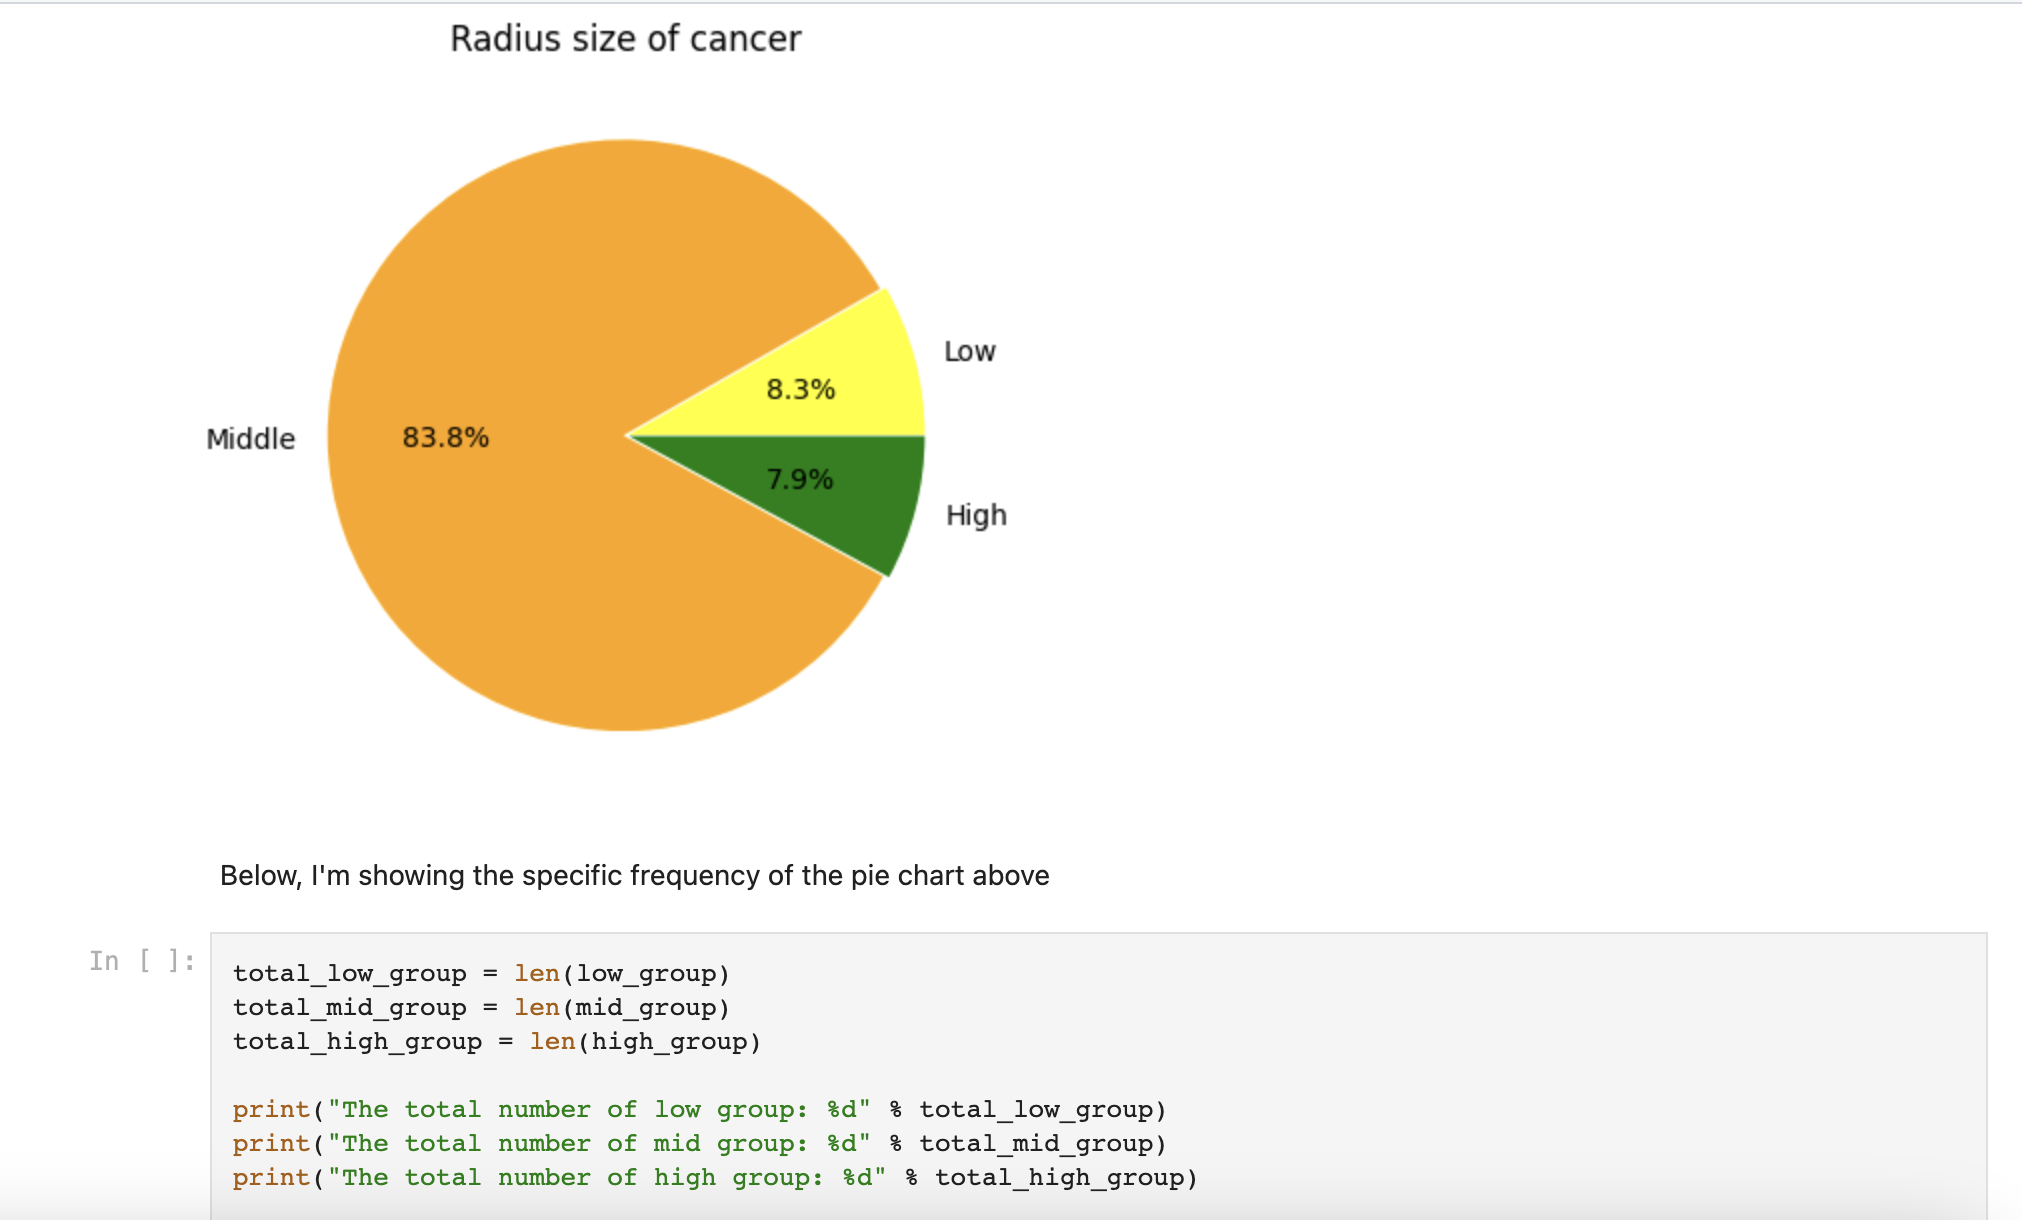 Radius size of cancer
Low
8.3%
Middle
83.8%
7.9%
High
Below, I'm showing the specific frequency of the pie chart above
In [ ]:
total_low_group = len(low_group)
total_mid_group = len(mid_group)
total_high_group = len(high_group)
print("The total number of low group: %d" % total_low_group)
print("The total number of mid group: %d" % total_mid_group)
print("The total number of high group: %d" % total_high_group)